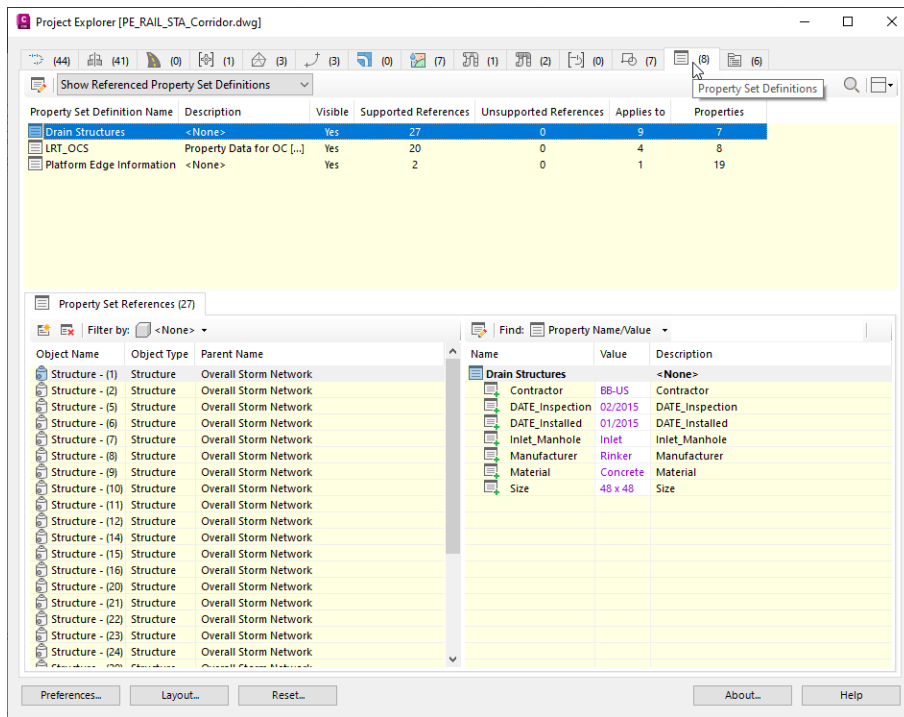 Project Explorer [PE_RAIL_STA_Corridor.dwg]
(44) (41) (0) (1) (3) (3) (0) (7) (1) (2) (0) (7) (8) (6)
Show Referenced Property Set Definitions
Property Set Definitions
Property Set Definition Name Description Visible Supported References Unsupported References Applies to Properties
Drain Structures <None> Yes 27 0 9 7
LRT_OCS Property Data for OC [...] Yes 20 0 4 8
Platform Edge Information <None> Yes 2 0 1 19
Property Set References (27)
Filter by: <None>
Object Name Object Type Parent Name
Structure - (1) Structure Overall Storm Network
Structure - (2) Structure Overall Storm Network
Structure - (5) Structure Overall Storm Network
Structure - (6) Structure Overall Storm Network
Structure - (7) Structure Overall Storm Network
Structure - (8) Structure Overall Storm Network
Structure - (9) Structure Overall Storm Network
Structure - (10) Structure Overall Storm Network
Structure - (11) Structure Overall Storm Network
Structure - (12) Structure Overall Storm Network
Structure - (14) Structure Overall Storm Network
Structure - (15) Structure Overall Storm Network
Structure - (16) Structure Overall Storm Network
Structure - (20) Structure Overall Storm Network
Structure - (21) Structure Overall Storm Network
Structure - (22) Structure Overall Storm Network
Structure - (23) Structure Overall Storm Network
Structure - (24) Structure Overall Storm Network
Find: Property Name/Value
Name Value Description
Drain Structures <None>
Contractor BB-US Contractor
DATE_Inspection 02/2015 DATE_Inspection
DATE_Installed 01/2015 DATE_Installed
Inlet_Manhole Inlet Inlet_Manhole
Manufacturer Rinker Manufacturer
Material Concrete Material
Size 48 x 48 Size
Preferences... Layout... Reset... About... Help